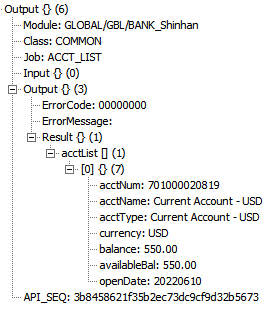 Output {} (6)
Module: GLOBAL/GBL/BANK_Shinhan
Class: COMMON
Job: ACCT_LIST
Input {} (0)
Output {} (3)
ErrorCode: 00000000
ErrorMessage:
Result {} (1)
acctList [] (1)
[0] {} (7)
acctNum: 701000020819
acctName: Current Account - USD
acctType: Current Account - USD
currency: USD
balance: 550.00
availableBal: 550.00
openDate: 20220610
API_SEQ: 3b8458621f35b2ec73dc9cf9d32b5673